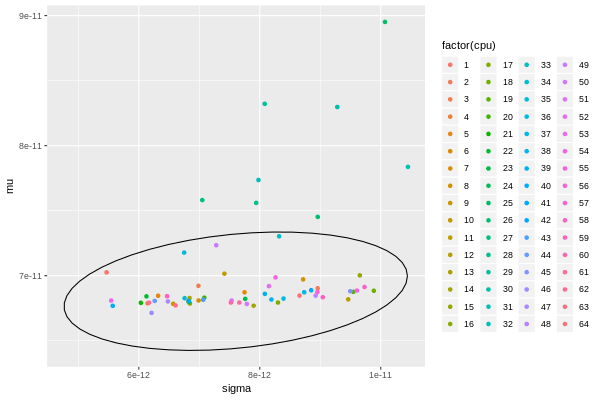 9e-11
8e-11
7e-11
mu
6e-12 8e-12 1e-11
sigma
factor(cpu)
1 17 33 49
2 18 34 50
3 19 35 51
4 20 36 52
5 21 37 53
6 22 38 54
7 23 39 55
8 24 40 56
9 25 41 57
10 26 42 58
11 27 43 59
12 28 44 60
13 29 45 61
14 30 46 62
15 31 47 63
16 32 48 64